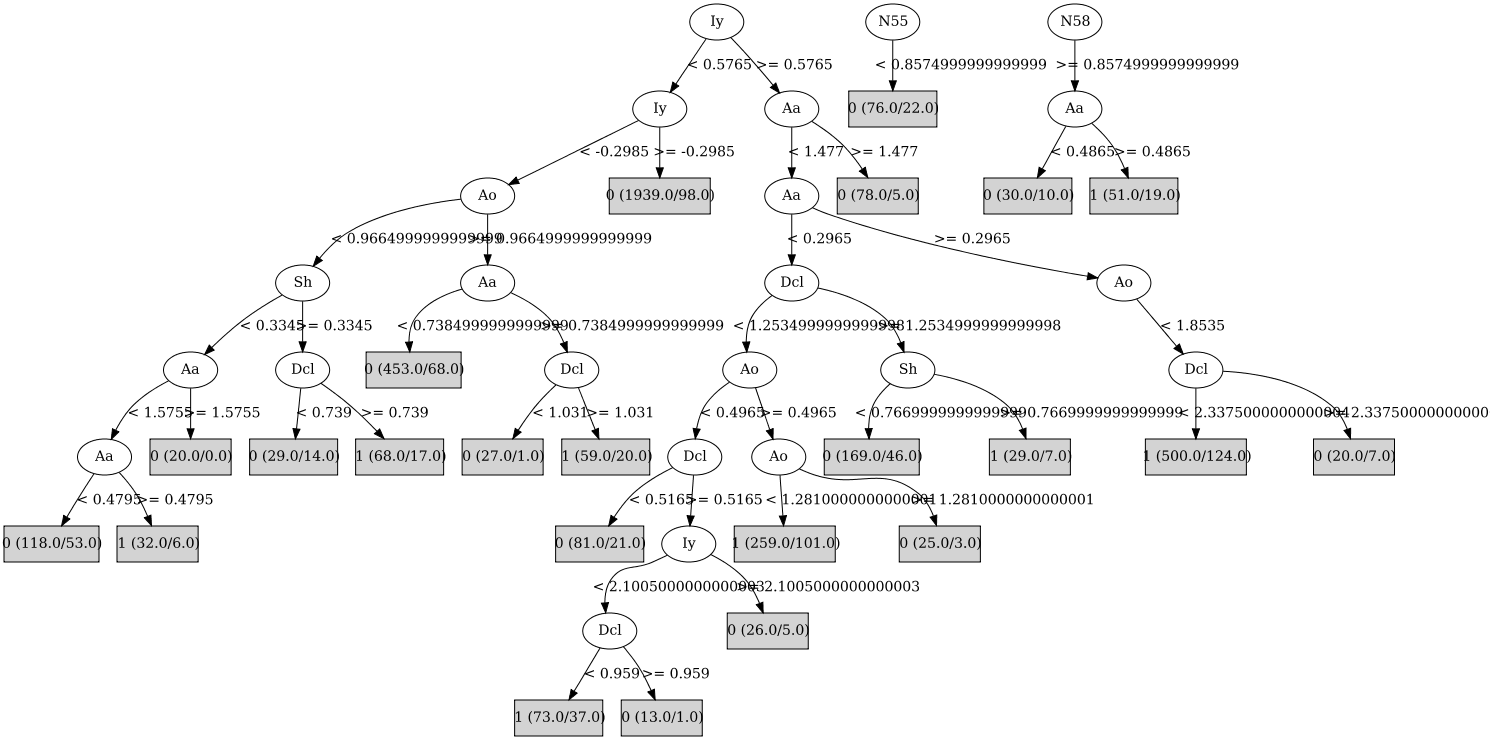 Iy
N55
N58
< 0.5765
>= 0.5765
< 0.8574999999999999
>= 0.8574999999999999
Iy
Aa
0 (76.0/22.0)
Aa
< -0.2985
>= -0.2985
< 1.477
>= 1.477
< 0.4865
>= 0.4865
Ao
0 (1939.0/98.0)
Aa
0 (78.0/5.0)
0 (30.0/10.0)
1 (51.0/19.0)
< 0.9664999999999999
>= 0.9664999999999999
< 0.2965
>= 0.2965
Sh
Aa
Dcl
Ao
< 0.3345
>= 0.3345
< 0.7384999999999999
>= 0.7384999999999999
< 1.2534999999999998
>= 1.2534999999999998
< 1.8535
Aa
Dcl
0 (453.0/68.0)
Dcl
Ao
Sh
Dcl
< 1.5755
>= 1.5755
< 0.739
>= 0.739
< 1.031
>= 1.031
< 0.4965
>= 0.4965
< 0.7669999999999999
>= 0.7669999999999999
< 2.3375000000000004
>= 2.33750000000000
Aa
0 (20.0/0.0)
0 (29.0/14.0)
1 (68.0/17.0)
0 (27.0/1.0)
1 (59.0/20.0)
Dcl
Ao
0 (169.0/46.0)
1 (29.0/7.0)
1 (500.0/124.0)
0 (20.0/7.0)
< 0.4795
>= 0.4795
< 0.5165
>= 0.5165
< 1.2810000000000001
>= 1.2810000000000001
0 (118.0/53.0)
1 (32.0/6.0)
0 (81.0/21.0)
Iy
1 (259.0/101.0)
0 (25.0/3.0)
< 2.1005000000000003
>= 2.1005000000000003
Dcl
0 (26.0/5.0)
< 0.959
>= 0.959
1 (73.0/37.0)
0 (13.0/1.0)